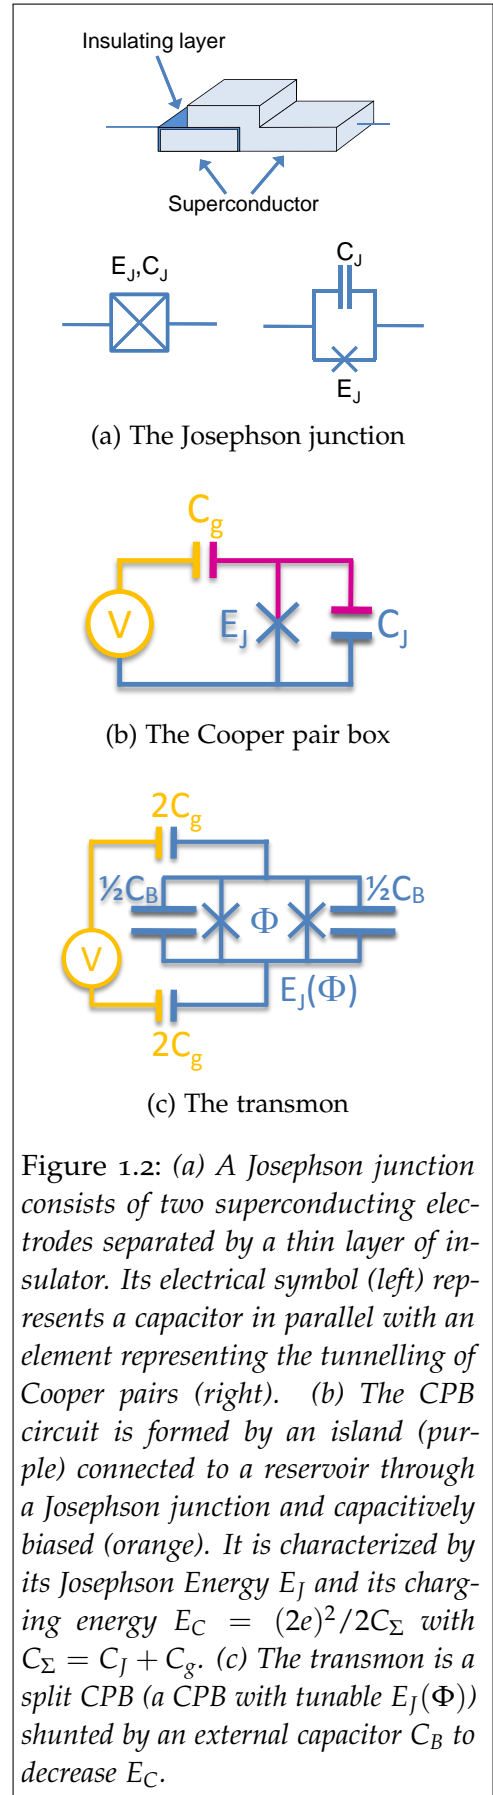 Insulating layer
Superconductor
E_J,C_J
C_J
E_J
(a) The Josephson junction
C_g
V
E_J
C_J
(b) The Cooper pair box
2C_g
½C_B
½C_B
Φ
V
E_J(Φ)
2C_g
(c) The transmon
Figure 1.2: (a) A Josephson junction
consists of two superconducting elec-
trodes separated by a thin layer of in-
sulator. Its electrical symbol (left) rep-
resents a capacitor in parallel with an
element representing the tunnelling of
Cooper pairs (right). (b) The CPB
circuit is formed by an island (pur-
ple) connected to a reservoir through
a Josephson junction and capacitively
biased (orange). It is characterized by
its Josephson Energy E_J and its charg-
ing energy E_C = (2e)²/2C_Σ with
C_Σ = C_J + C_g. (c) The transmon is a
split CPB (a CPB with tunable E_J(Φ))
shunted by an external capacitor C_B to
decrease E_C.